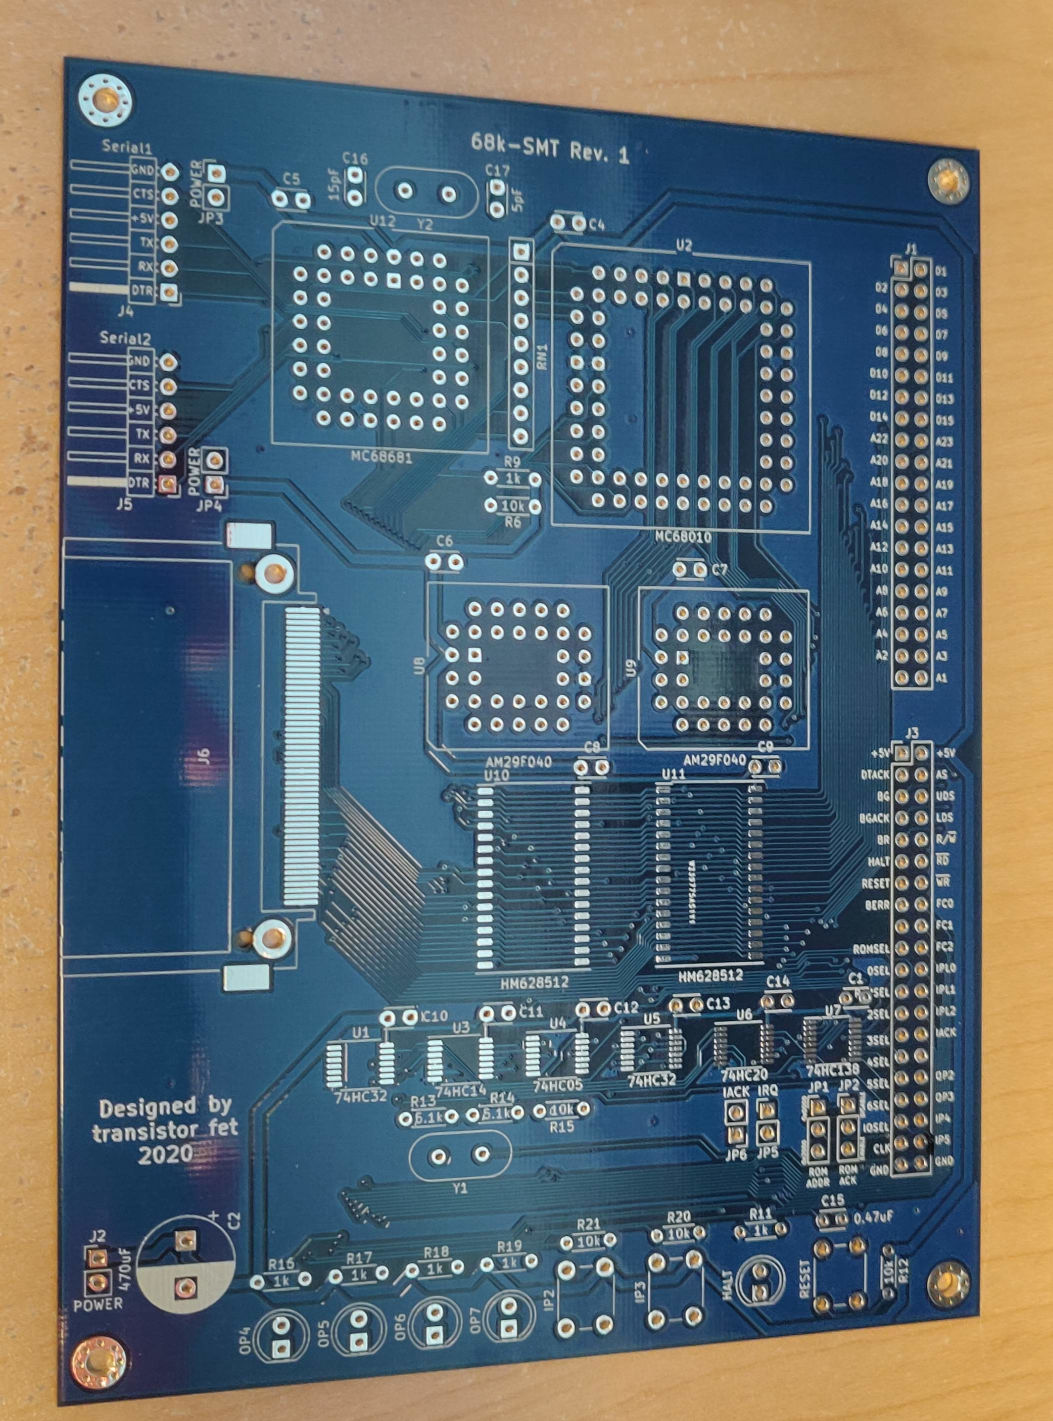 68k-SMT Rev. 1
Serial1
GND
CTS
+5V
TX
RX
DTR
J4
POWER
JP3
C5
C16
15pF
U12
Y2
C17
5pF
C4
U2
J1
D1
D2
D3
D4
D5
D6
D7
D8
D9
D10
D11
D12
D13
D14
D15
A22
A23
A20
A21
A18
A19
A16
A17
A14
A15
A12
A13
A10
A11
A8
A9
A6
A7
A4
A5
A2
A3
A1
RN1
Serial2
GND
CTS
+5V
TX
RX
DTR
J5
POWER
JP4
MC68681
R9
1k
10k
R6
MC68010
C6
C7
U8
U9
J6
AM29F040
C8
AM29F040
C9
U10
U11
J3
+5V
+5V
DTACK
AS
BG
UDS
BGACK
LDS
BR
R/W
HALT
RD
RESET
WR
BERR
FC0
FC1
ROMSEL
FC2
0SEL
IPL0
IPL1
2SEL
IPL2
3SEL
IACK
4SEL
5SEL
OP2
6SEL
OP3
IOSEL
IP4
CLK
IP5
GND
GND
HM628512
HM628512
C10
C11
C12
C13
C14
C1
U1
U3
U4
U5
U6
U7
74HC32
74HC14
74HC05
74HC32
74HC20
74HC138
R13
5.1k
R14
5.1k
10k
R15
IACK
IRQ
JP1
JP2
JP6
JP5
ROM
ADDR
ROM
ACK
Designed by
transistor fet
2020
Y1
J2
POWER
470uF
+
C2
R16
1k
R17
1k
R18
1k
R19
1k
R21
10k
R20
10k
R11
1k
C15
0.47uF
OP4
OP5
OP6
OP7
IP2
IP3
HALT
RESET
10k
R12